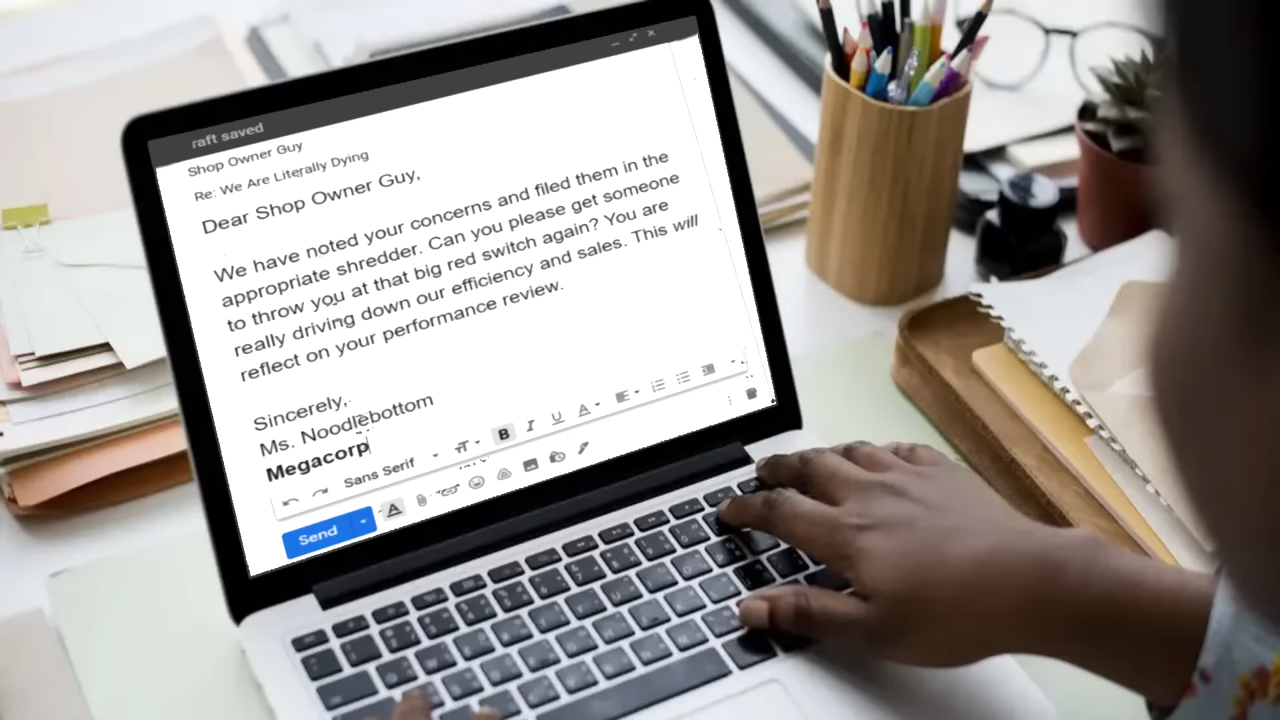 raft saved
Shop Owner Guy
Re: We Are Literally Dying
Dear Shop Owner Guy,
We have noted your concerns and filed them in the
appropriate shredder. Can you please get someone
to throw you at that big red switch again? You are
really driving down our efficiency and sales. This will
reflect on your performance review.
Sincerely,
Ms. Noodlebottom
Megacorp
Sans Serif
Send